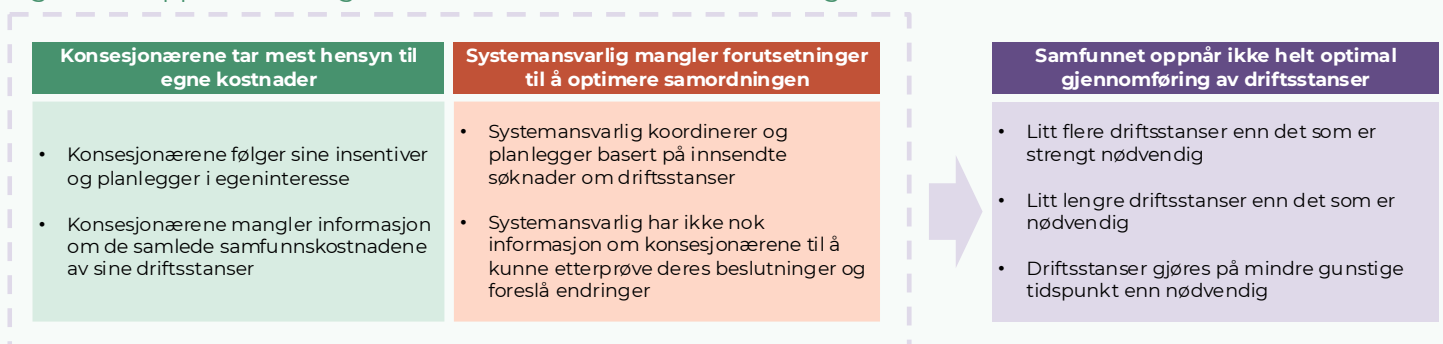 Konsesjonærene tar mest hensyn til
egne kostnader
• Konsesjonærene følger sine insentiver
og planlegger i egeninteresse
• Konsesjonærene mangler informasjon
om de samlede samfunnskostnadene
av sine driftsstanser
Systemansvarlig mangler forutsetninger
til å optimere samordningen
• Systemansvarlig koordinerer og
planlegger basert på innsendte
søknader om driftsstanser
• Systemansvarlig har ikke nok
informasjon om konsesjonærene til å
kunne etterprøve deres beslutninger og
foreslå endringer
Samfunnet oppnår ikke helt optimal
gjennomføring av driftsstanser
• Litt flere driftsstanser enn det som er
strengt nødvendig
• Litt lengre driftsstanser enn det som er
nødvendig
• Driftsstanser gjøres på mindre gunstige
tidspunkt enn nødvendig